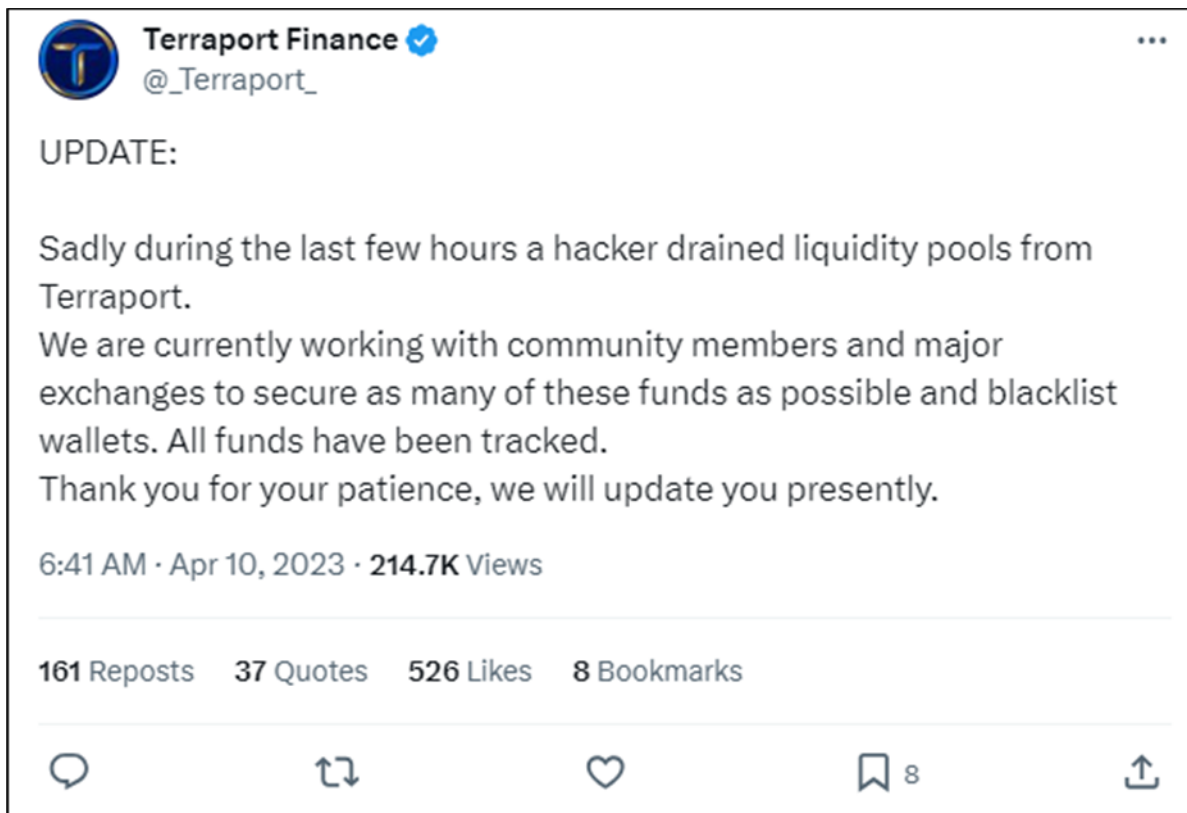 Terraport Finance
@_Terraport_
UPDATE:
Sadly during the last few hours a hacker drained liquidity pools from
Terraport.
We are currently working with community members and major
exchanges to secure as many of these funds as possible and blacklist
wallets. All funds have been tracked.
Thank you for your patience, we will update you presently.
6:41 AM · Apr 10, 2023 · 214.7K Views
161 Reposts 37 Quotes 526 Likes 8 Bookmarks
8